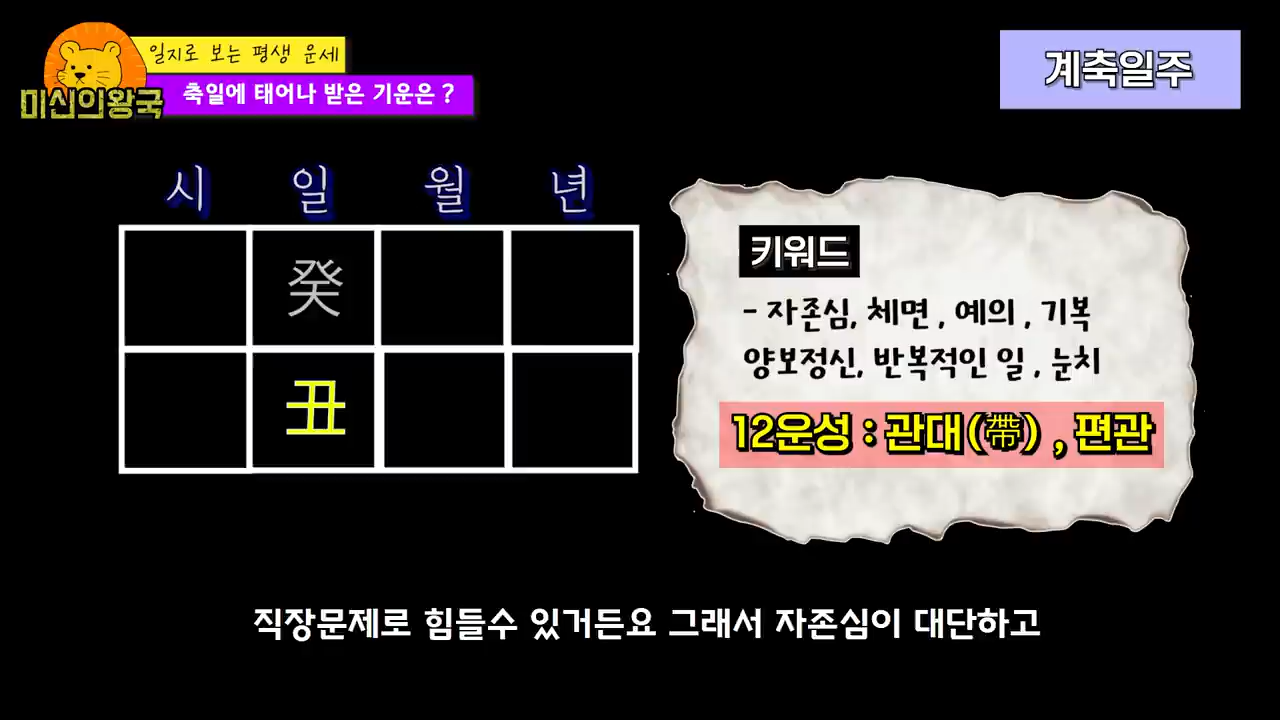 일지로 보는 평생 운세
축일에 태어나 받은 기운은 ?
미신의왕국
계축일주
시 일 월 년
癸
丑
키워드
- 자존심, 체면 , 예의 , 기복
양보정신, 반복적인 일 , 눈치
12운성 : 관대(帶) , 편관
직장문제로 힘들수 있거든요 그래서 자존심이 대단하고